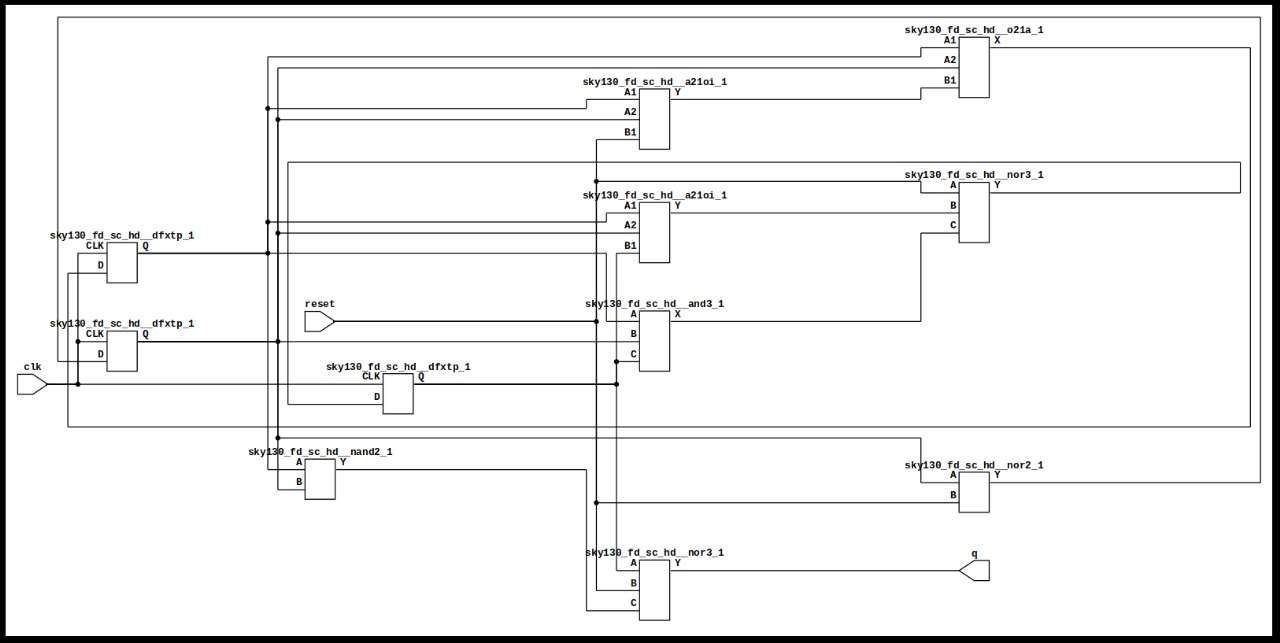 sky130_fd_sc_hd__o21a_1
A1
X
A2
B1
sky130_fd_sc_hd__a21oi_1
A1
Y
A2
B1
sky130_fd_sc_hd__nor3_1
A
Y
B
C
sky130_fd_sc_hd__a21oi_1
A1
Y
A2
B1
sky130_fd_sc_hd__dfxtp_1
CLK
Q
D
reset
sky130_fd_sc_hd__and3_1
A
X
B
C
sky130_fd_sc_hd__dfxtp_1
CLK
Q
D
clk
sky130_fd_sc_hd__dfxtp_1
CLK
Q
D
sky130_fd_sc_hd__nand2_1
A
Y
B
sky130_fd_sc_hd__nor2_1
A
Y
B
sky130_fd_sc_hd__nor3_1
A
Y
B
C
q